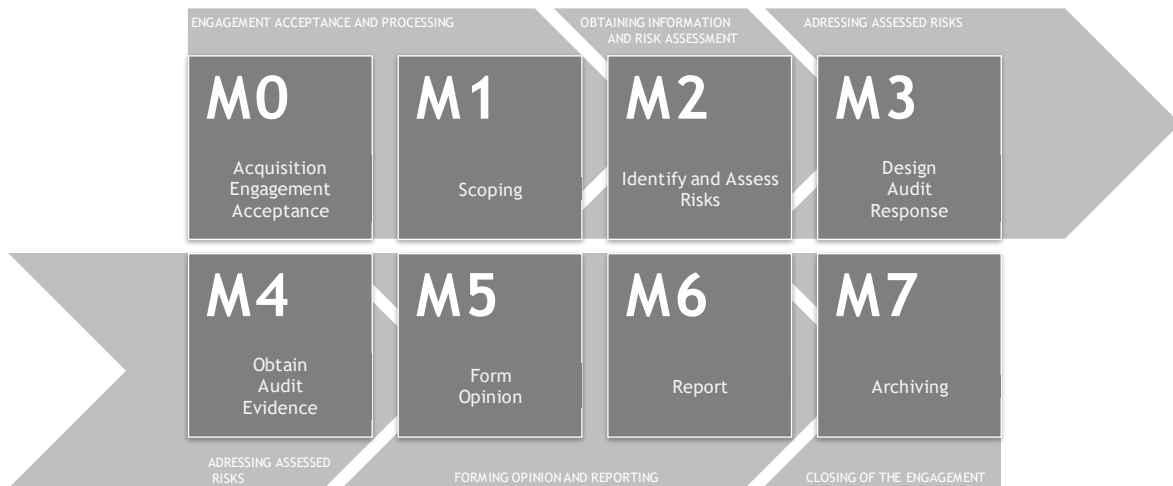 ENGAGEMENT ACCEPTANCE AND PROCESSING
OBTAINING INFORMATION
AND RISK ASSESSMENT
ADRESSING ASSESSED RISKS
M0
Acquisition
Engagement
Acceptance
M1
Scoping
M2
Identify and Assess
Risks
M3
Design
Audit
Response
M4
Obtain
Audit
Evidence
M5
Form
Opinion
M6
Report
M7
Archiving
ADRESSING ASSESSED
RISKS
FORMING OPINION AND REPORTING
CLOSING OF THE ENGAGEMENT